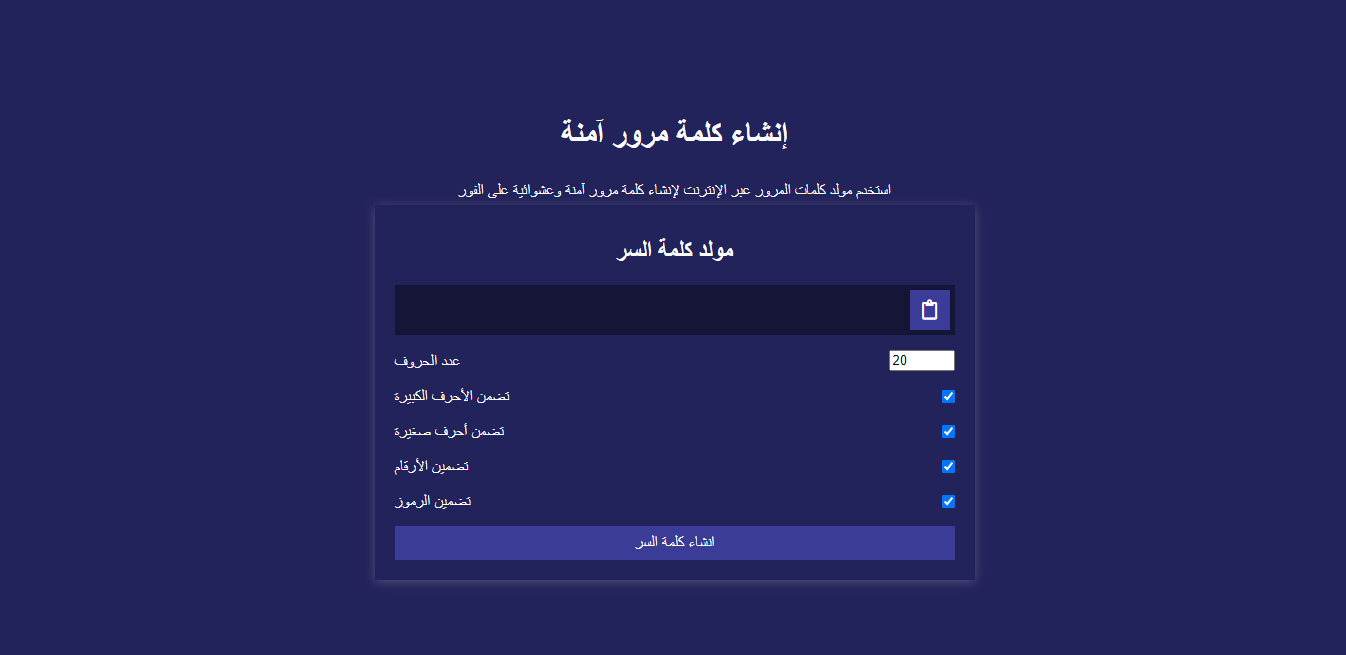 إنشاء كلمة مرور آمنة
استخدم مولد كلمات المرور عبر الإنترنت لإنشاء كلمة مرور آمنة وعشوائية على الفور
مولد كلمة السر
عدد الحروف 20
تضمن الأحرف الكبيرة
تضمن أحرف صغيرة
تضمين الأرقام
تضمين الرموز
انشاء كلمة السر